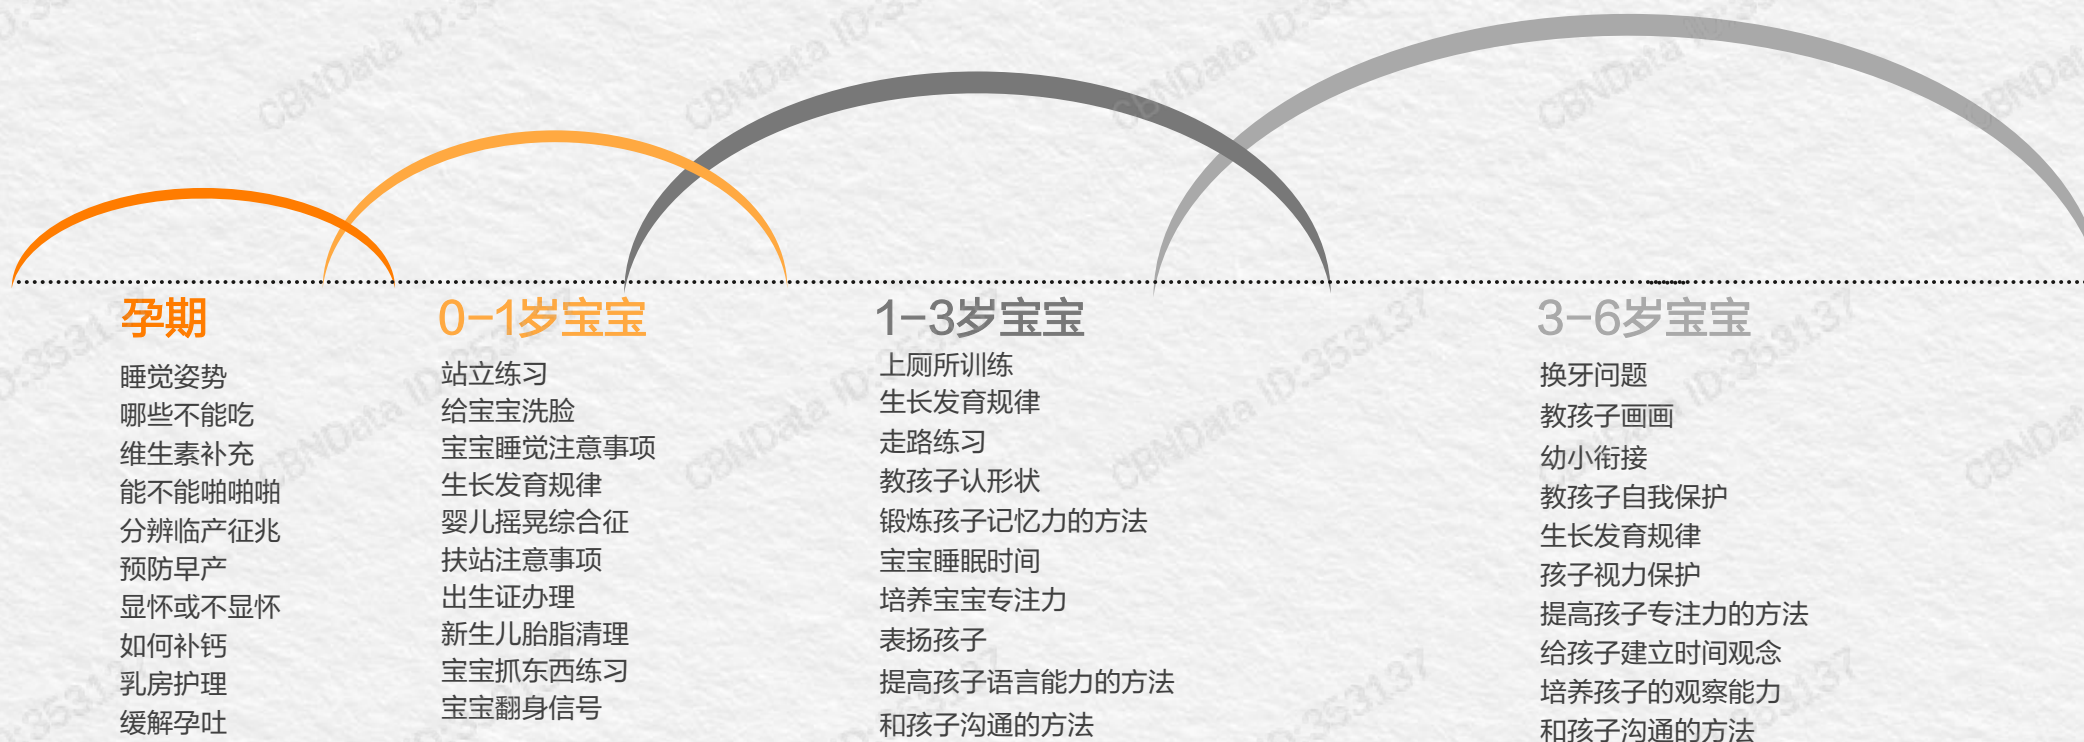 孕期
睡觉姿势
哪些不能吃
维生素补充
能不能啪啪啪
分辨临产征兆
预防早产
显怀或不显怀
如何补钙
乳房护理
缓解孕吐
0-1岁宝宝
站立练习
给宝宝洗脸
宝宝睡觉注意事项
生长发育规律
婴儿摇晃综合征
扶站注意事项
出生证办理
新生儿胎脂清理
宝宝抓东西练习
宝宝翻身信号
1-3岁宝宝
上厕所训练
生长发育规律
走路练习
教孩子认形状
锻炼孩子记忆力的方法
宝宝睡眠时间
培养宝宝专注力
表扬孩子
提高孩子语言能力的方法
和孩子沟通的方法
3-6岁宝宝
换牙问题
教孩子画画
幼小衔接
教孩子自我保护
生长发育规律
孩子视力保护
提高孩子专注力的方法
给孩子建立时间观念
培养孩子的观察能力
和孩子沟通的方法
CBNData ID:353137